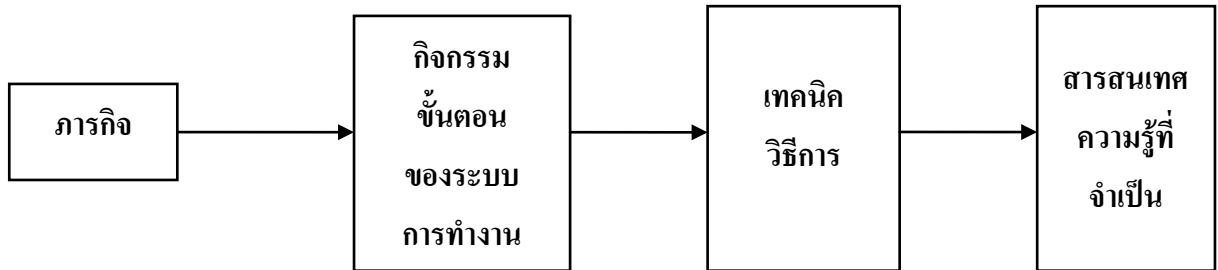 ภารกิจ
กิจกรรม
ขั้นตอน
ของระบบ
การทำงาน
เทคนิค
วิธีการ
สารสนเทศ
ความรู้ที่
จำเป็น